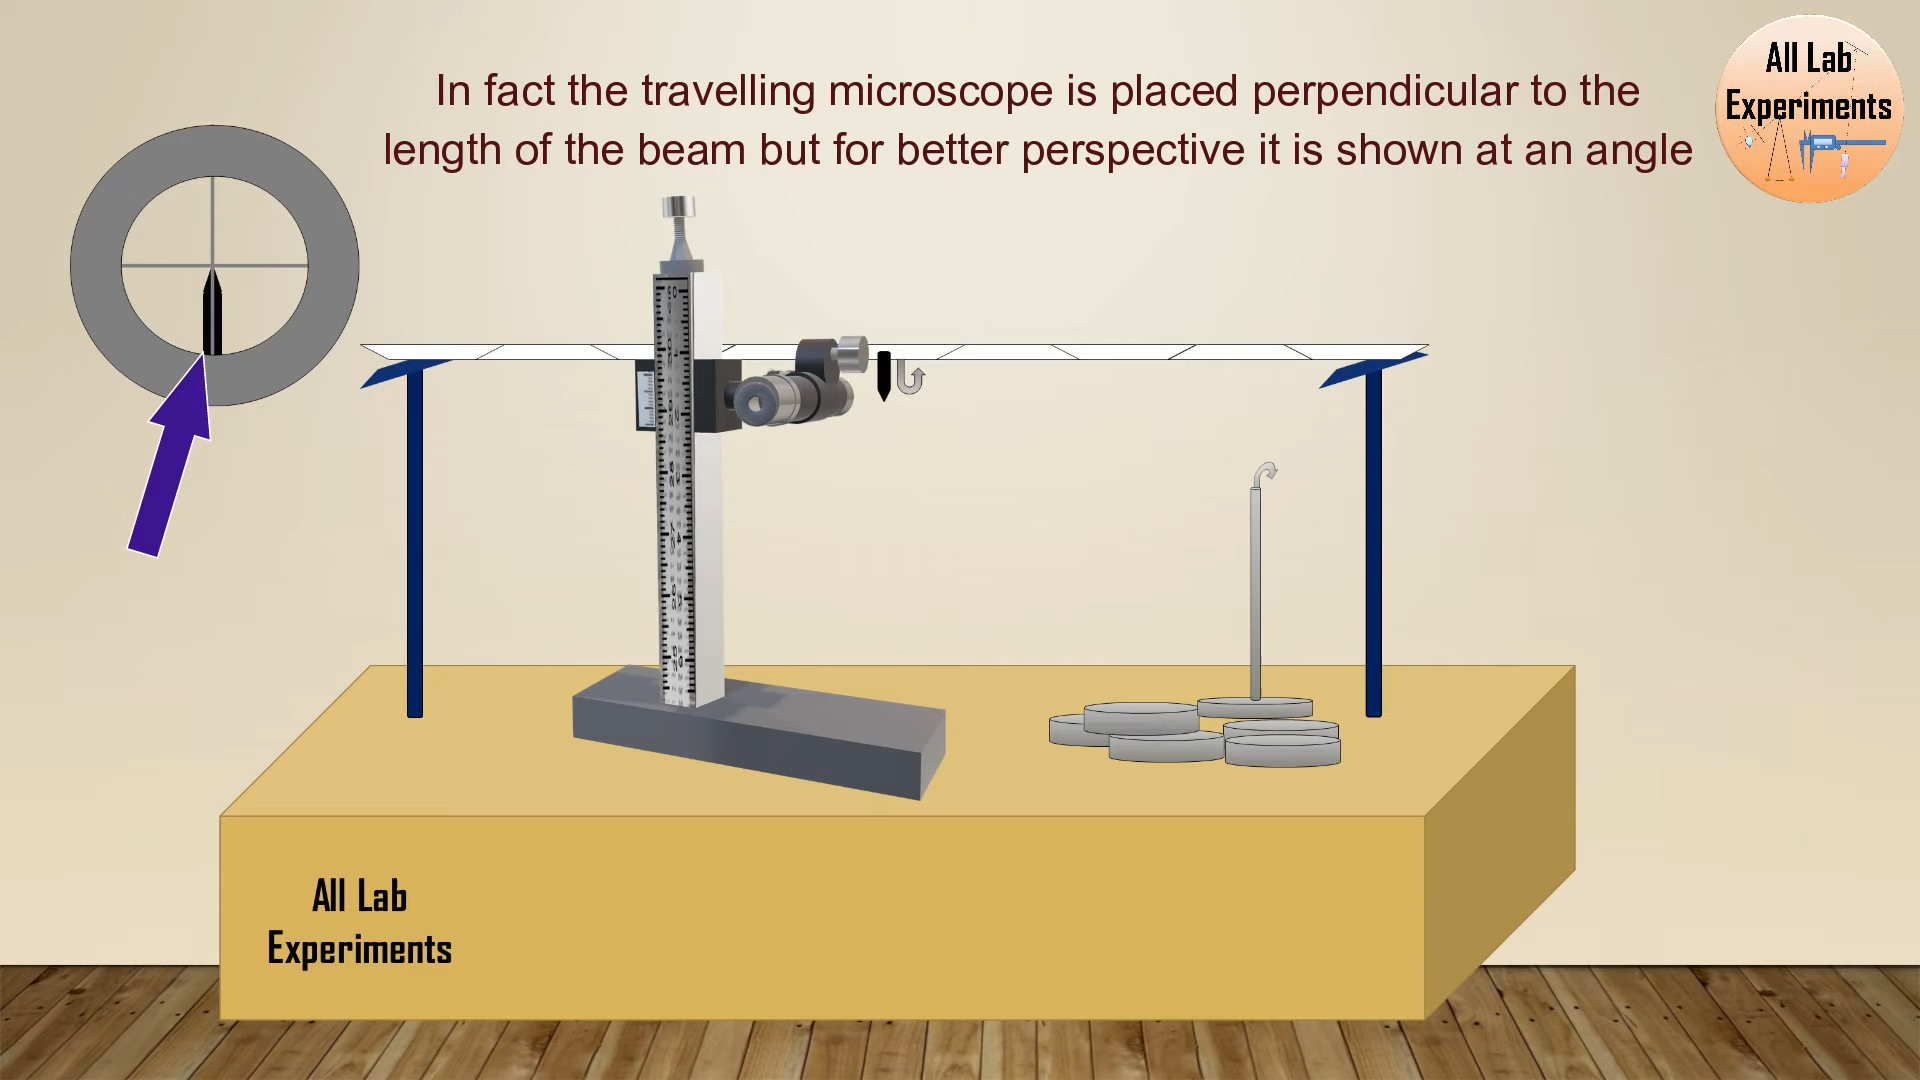 In fact the travelling microscope is placed perpendicular to the
length of the beam but for better perspective it is shown at an angle
All Lab
Experiments
All Lab
Experiments